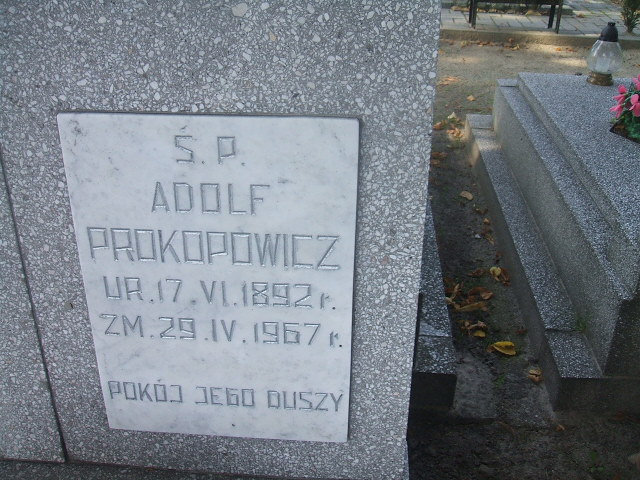 Ś. P.
ADOLF
PROKOPOWICZ
UR. 17. VI. 1892 r.
ZM. 29. IV. 1967 r.
POKÓJ JEGO DUSZY